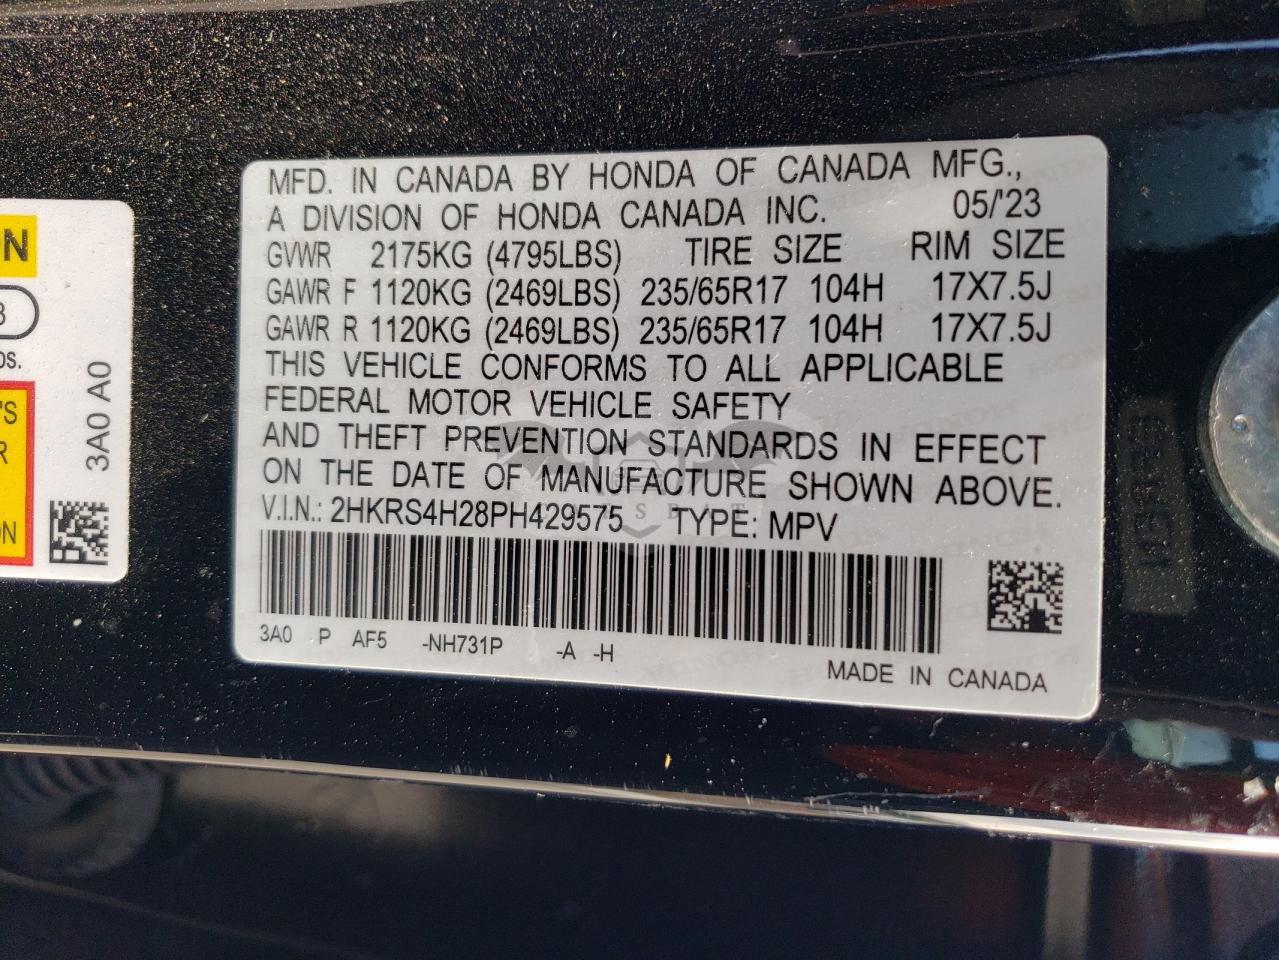 MFD. IN CANADA BY HONDA OF CANADA MFG.,
A DIVISION OF HONDA CANADA INC. 05/'23
GVWR 2175KG (4795LBS) TIRE SIZE RIM SIZE
GAWR F 1120KG (2469LBS) 235/65R17 104H 17X7.5J
GAWR R 1120KG (2469LBS) 235/65R17 104H 17X7.5J
THIS VEHICLE CONFORMS TO ALL APPLICABLE
FEDERAL MOTOR VEHICLE SAFETY
AND THEFT PREVENTION STANDARDS IN EFFECT
ON THE DATE OF MANUFACTURE SHOWN ABOVE.
V.I.N.: 2HKRS4H28PH429575 TYPE: MPV
3A0 P AF5 -NH731P -A -H
MADE IN CANADA
3A0 A0